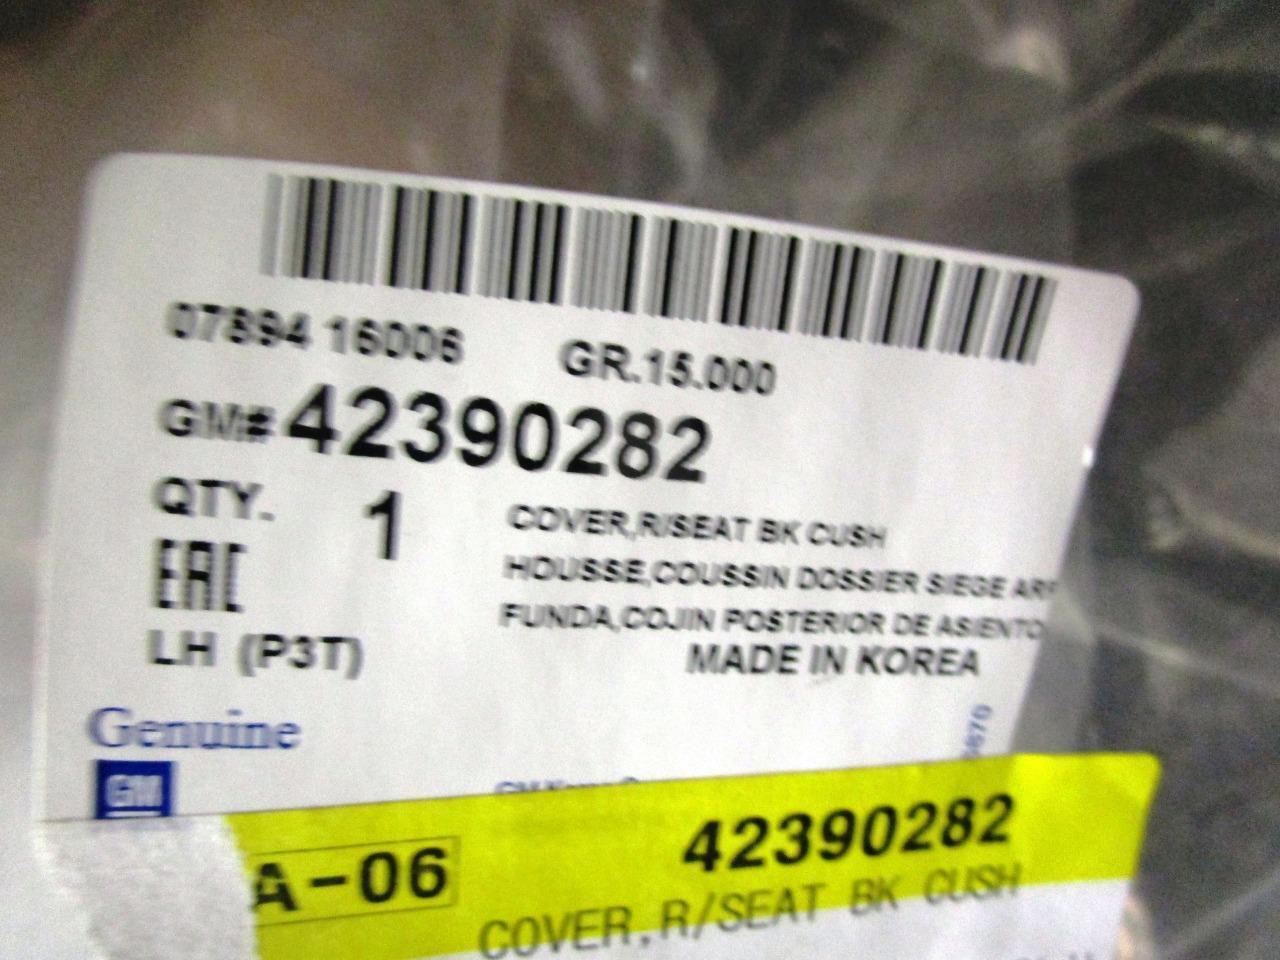 07894 16006 GR.15.000
GM# 42390282
QTY. 1 COVER,R/SEAT BK CUSH
EAC HOUSSE,COUSSIN DOSSIER SIEGE
FUNDA,COJIN POSTERIOR DE ASIENTO
LH (P3T) MADE IN KOREA
Genuine
GM
A-06 42390282
COVER,R/SEAT BK CUSH